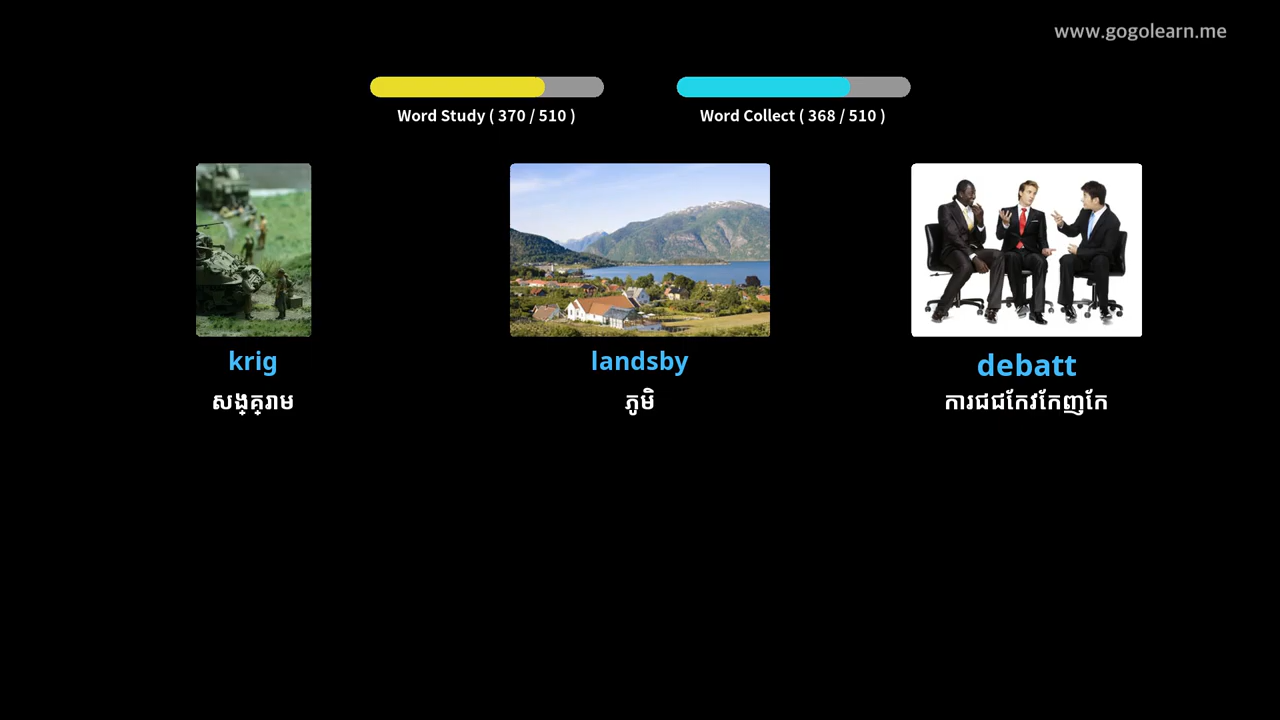 www.gogolearn.me
Word Study ( 370 / 510 )
Word Collect ( 368 / 510 )
krig
landsby
debatt
សង្គ្រាម
ភូមិ
ការជជែកវែកញែក